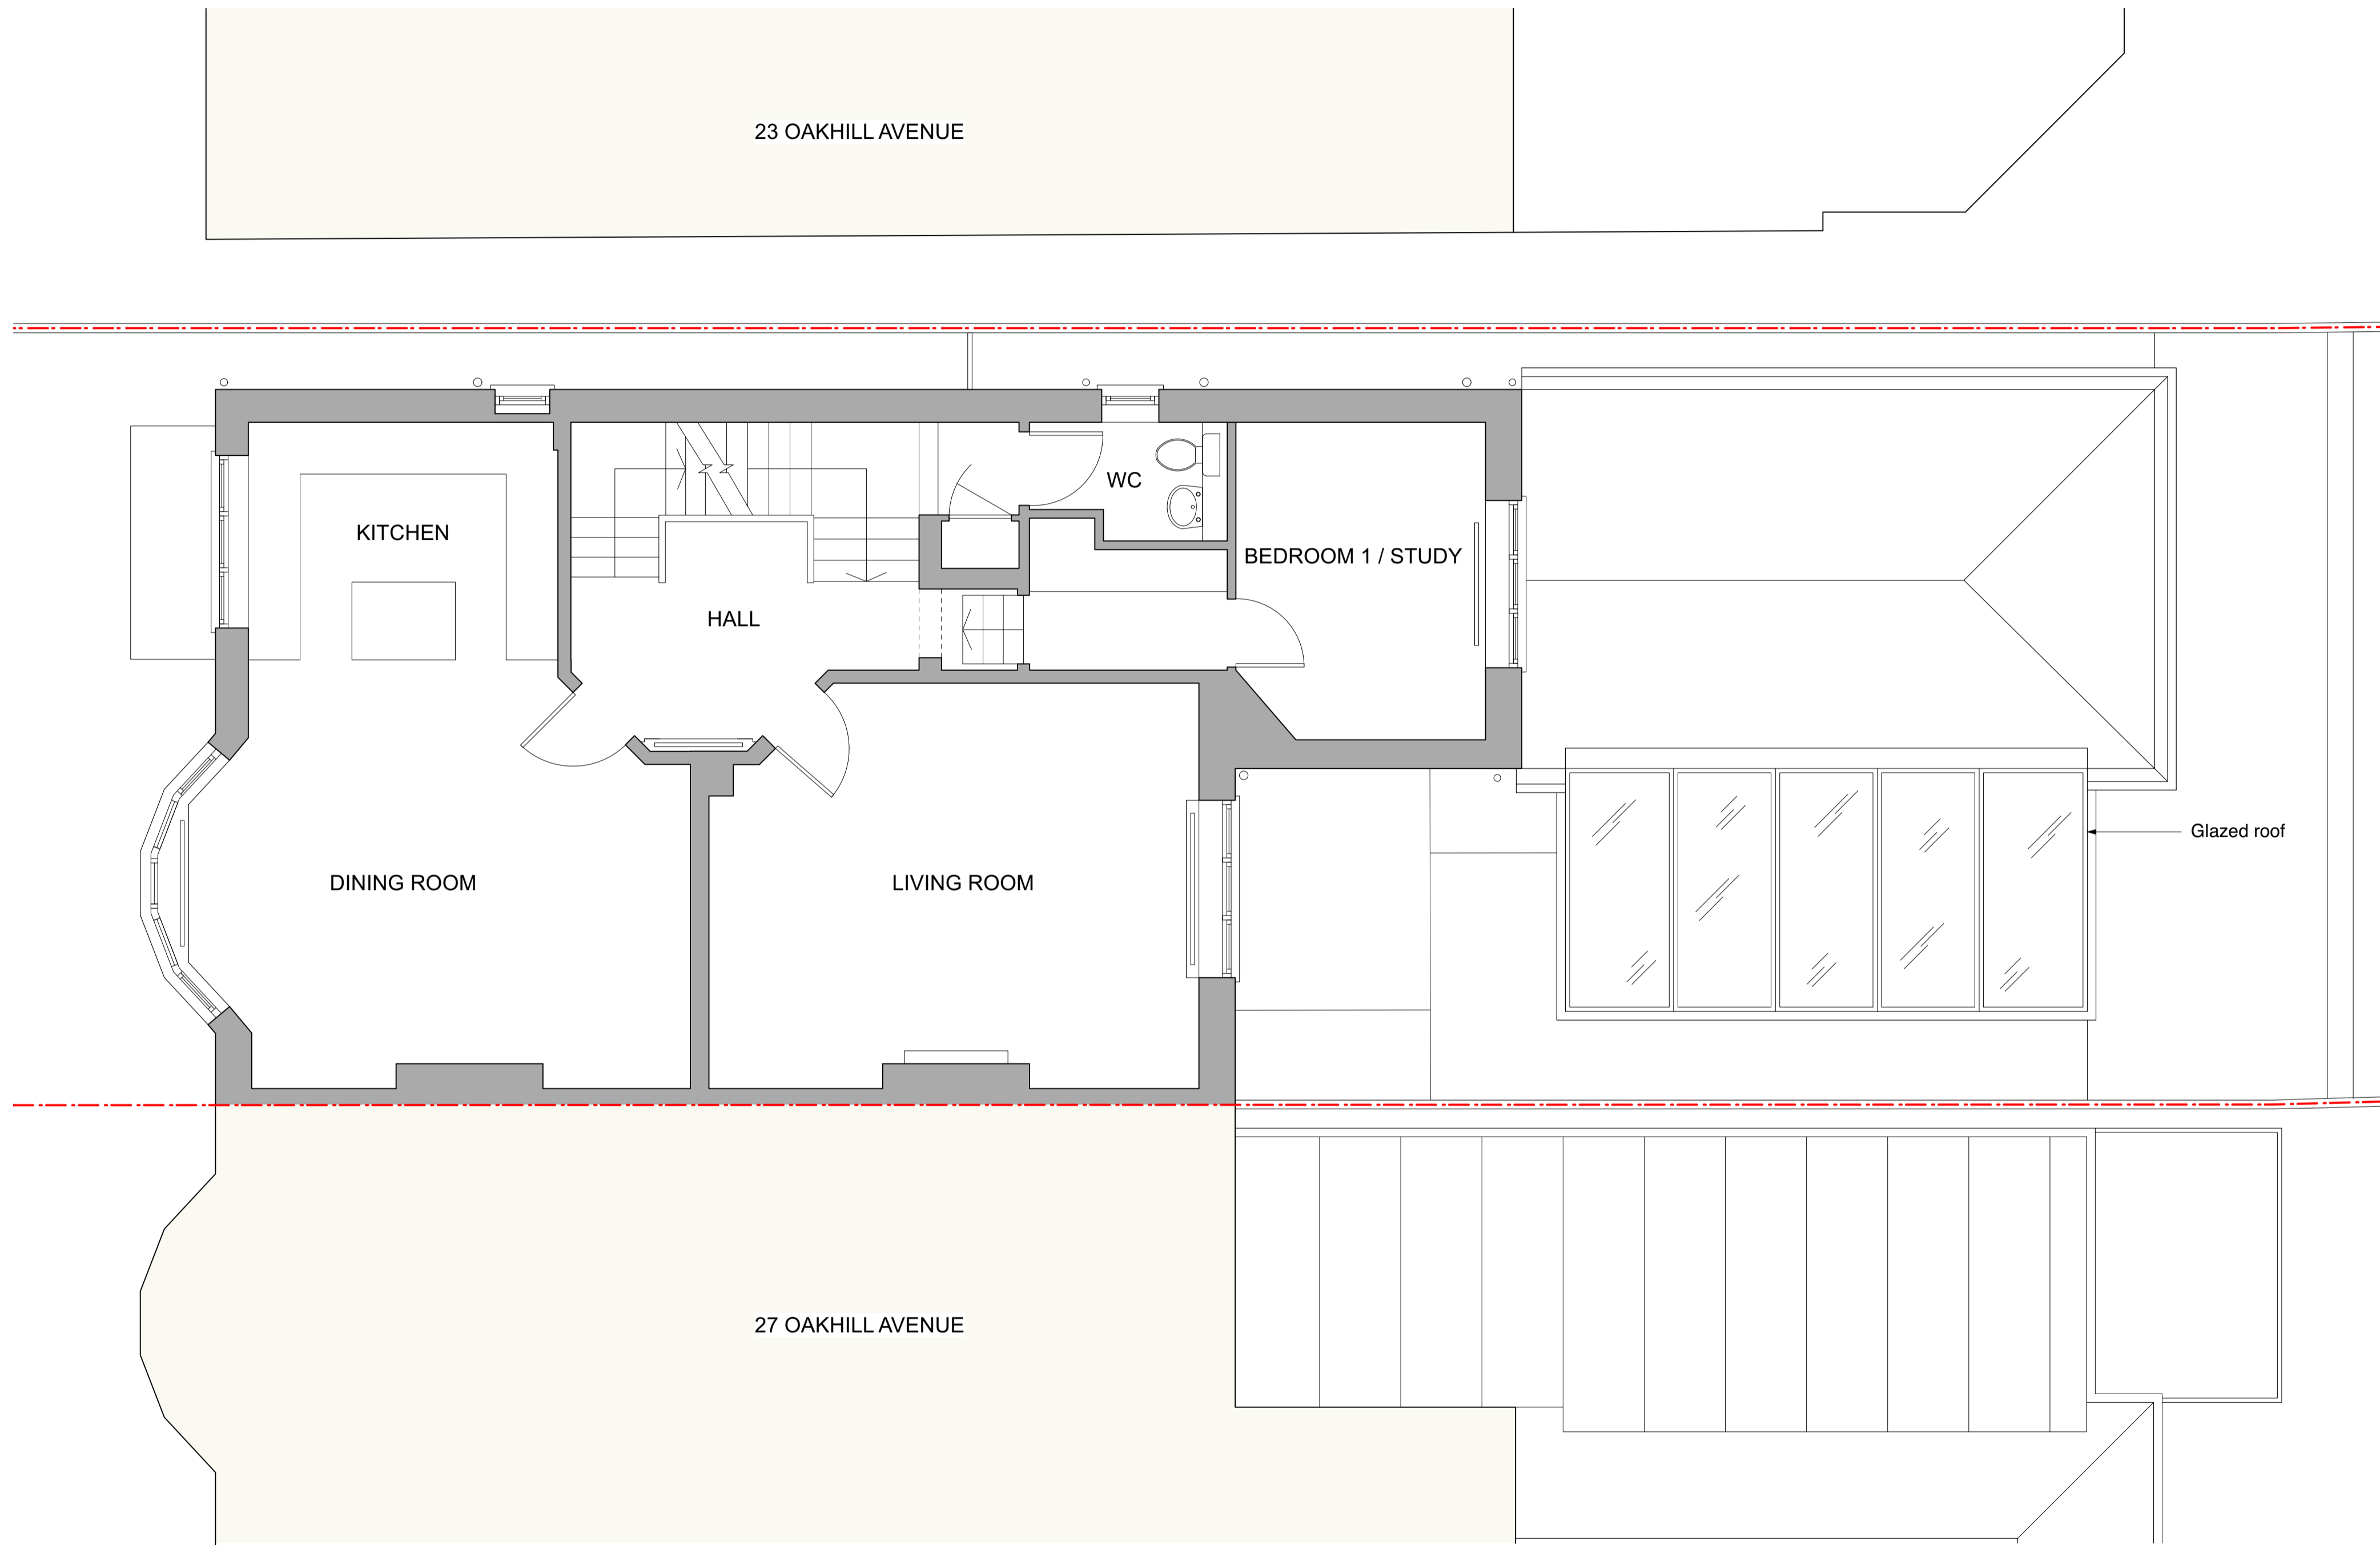 23 OAKHILL AVENUE
WC
KITCHEN
BEDROOM 1 / STUDY
HALL
Glazed roof
DINING ROOM
LIVING ROOM
27 OAKHILL AVENUE